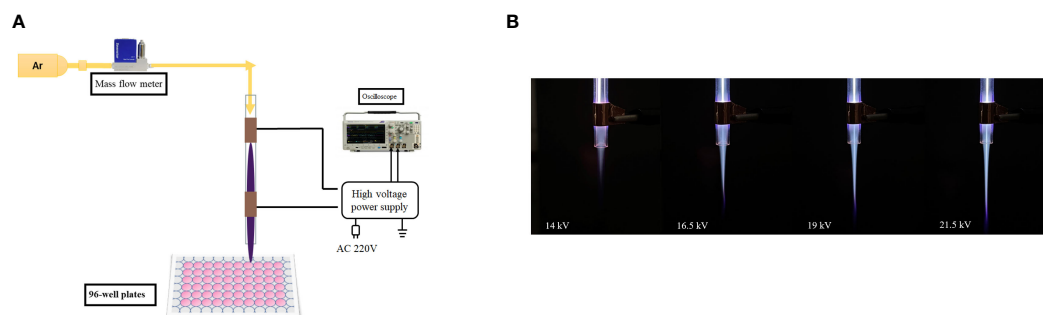 A
B
Ar
Mass flow meter
Oscilloscope
High voltage
power supply
AC 220V
96-well plates
14 kV
16.5 kV
19 kV
21.5 kV